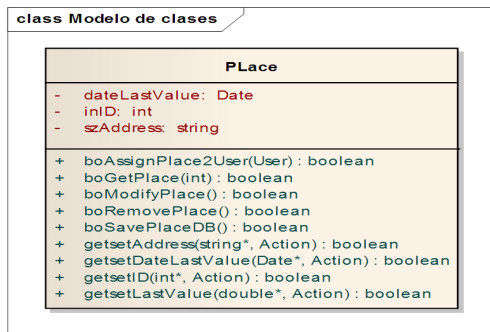 class Modelo de clases
PLace
- dateLastValue: Date
- inID: int
- szAddress: string
+ boAssignPlace2User(User) : boolean
+ boGetPlace(int) : boolean
+ boModifyPlace() : boolean
+ boRemovePlace() : boolean
+ boSavePlaceDB() : boolean
+ getsetAddress(string*, Action) : boolean
+ getsetDateLastValue(Date*, Action) : boolean
+ getsetID(int*, Action) : boolean
+ getsetLastValue(double*, Action) : boolean